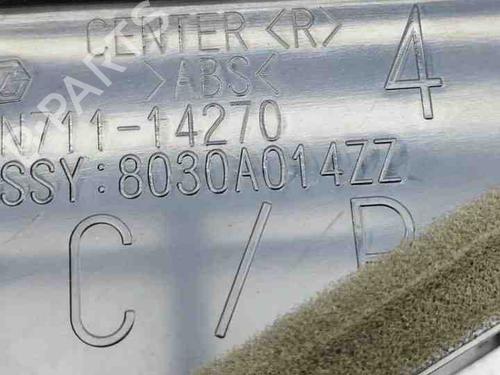 CENTER <R>
>ABS<
4
N711-14270
SSY:8030A014ZZ
C/R